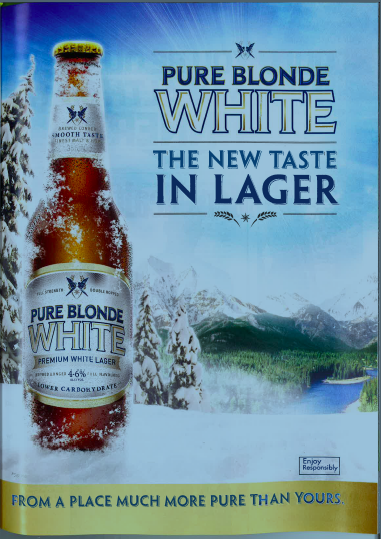 PURE BLONDE
WHITE
THE NEW TASTE
IN LAGER
SMOOTH TASTE
PURE BLONDE
WHITE
PREMIUM WHITE LAGER
4.6%
LOWER CARBOHYDRATE
Enjoy
Responsibly
FROM A PLACE MUCH MORE PURE THAN YOURS.